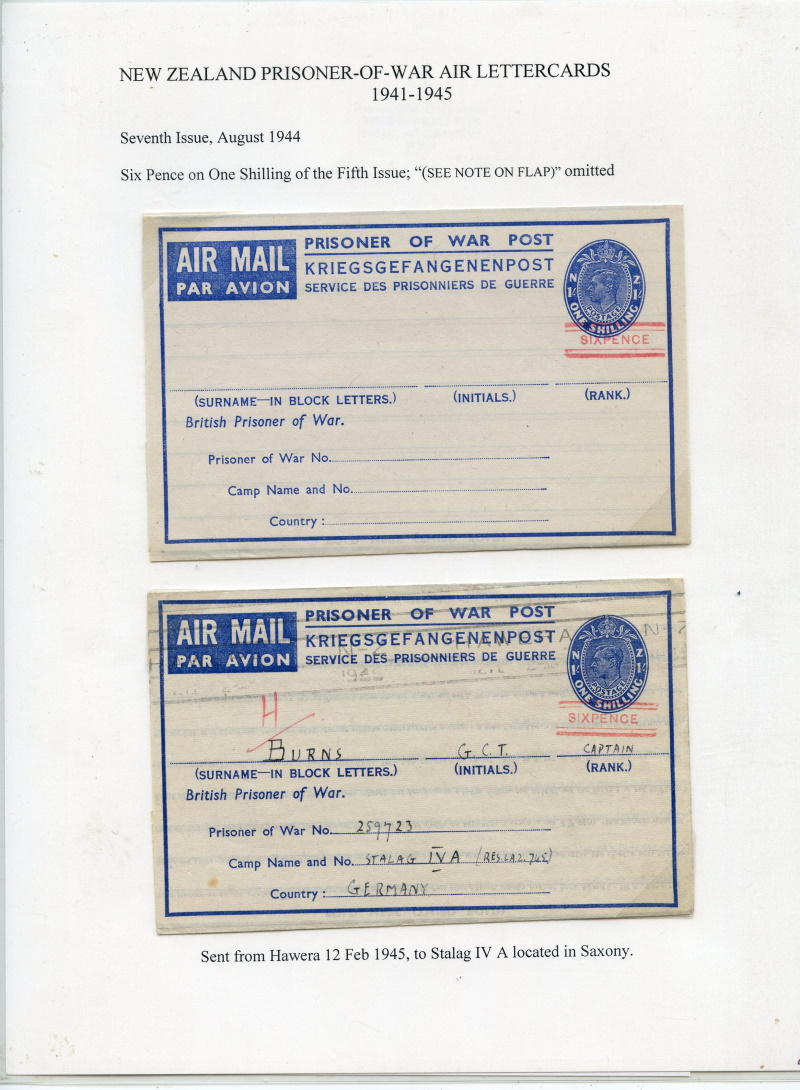 NEW ZEALAND PRISONER-OF-WAR AIR LETTERCARDS
1941-1945
Seventh Issue, August 1944
Six Pence on One Shilling of the Fifth Issue; “(SEE NOTE ON FLAP)” omitted
AIR MAIL
PAR AVION
PRISONER OF WAR POST
KRIEGSGEFANGENENPOST
SERVICE DES PRISONNIERS DE GUERRE
N 1/- Z 1/-
POSTAGE
ONE SHILLING
SIXPENCE
(SURNAME—IN BLOCK LETTERS.) (INITIALS.) (RANK.)
British Prisoner of War.
Prisoner of War No.
Camp Name and No.
Country :
AIR MAIL
PAR AVION
PRISONER OF WAR POST
KRIEGSGEFANGENENPOST
SERVICE DES PRISONNIERS DE GUERRE
N 1/- Z 1/-
POSTAGE
ONE SHILLING
SIXPENCE
H
BURNS G.C.T. CAPTAIN
(SURNAME—IN BLOCK LETTERS.) (INITIALS.) (RANK.)
British Prisoner of War.
Prisoner of War No. 259723
Camp Name and No. STALAG IV A
Country : GERMANY
Sent from Hawera 12 Feb 1945, to Stalag IV A located in Saxony.